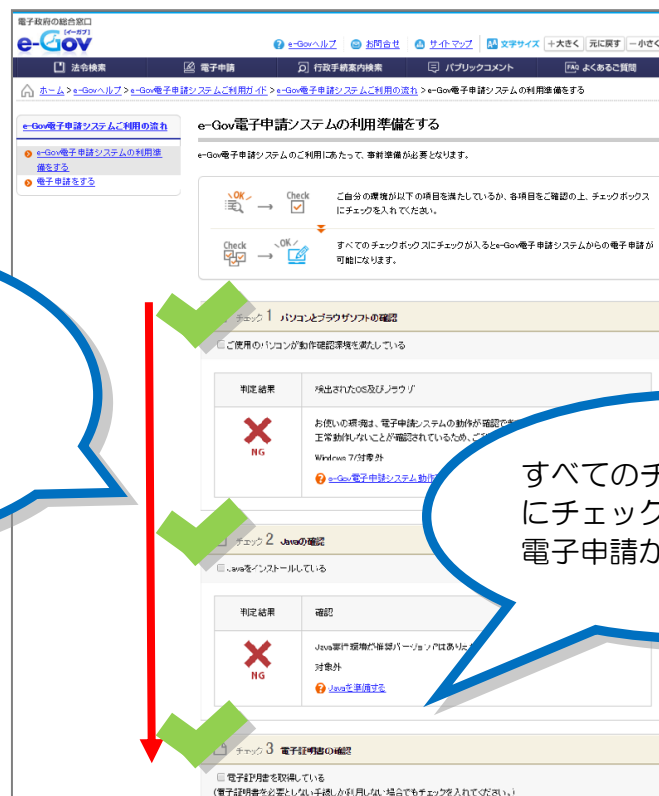 電子政府の総合窓口
e-Gov [イーガブ]
e-Govヘルプ お問合せ サイトマップ 文字サイズ +大きく 元に戻す −小さく
法令検索 電子申請 行政手続案内検索 パブリックコメント FAQ よくあるご質問
ホーム>e-Govヘルプ>e-Gov電子申請システムご利用ガイド>e-Gov電子申請システムご利用の流れ>e-Gov電子申請システムの利用準備をする
e-Gov電子申請システムご利用の流れ
e-Gov電子申請システムの利用準備をする
電子申請をする
e-Gov電子申請システムの利用準備をする
e-Gov電子申請システムのご利用にあたって、事前準備が必要となります。
OK → Check
ご自分の環境が以下の項目を満たしているか、各項目をご確認の上、チェックボックス
にチェックを入れてください。
Check → OK
すべてのチェックボックスにチェックが入るとe-Gov電子申請システムからの電子申請が
可能になります。
チェック 1 パソコンとブラウザソフトの確認
ご使用のパソコンが動作確認環境を満たしている
判定結果 検出されたOS及びブラウザ
NG
お使いの環境は、電子申請システムの動作が確認でき
正常動作しないことが確認されているため、ご
Windows 7/対象外
e-Gov電子申請システム動作
すべてのチ
にチェック
電子申請か
チェック 2 Javaの確認
Javaをインストールしている
判定結果 確認
NG
Java実行環境が推奨バージョンではありま
対象外
Javaを準備する
チェック 3 電子証明書の確認
電子証明書を取得している
(電子証明書を必要としない手続しか利用しない場合でもチェックを入れてください。)